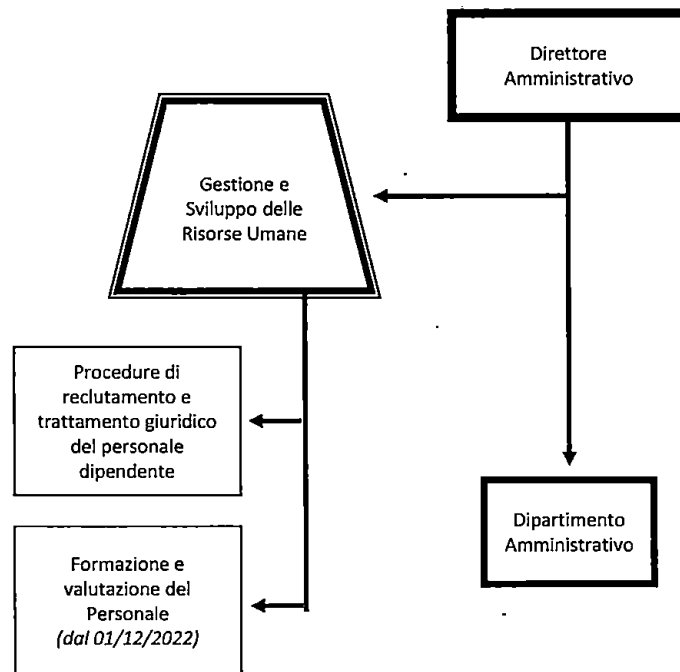 Direttore
Amministrativo
Gestione e
Sviluppo delle
Risorse Umane
Procedure di
reclutamento e
trattamento giuridico
del personale
dipendente
Dipartimento
Amministrativo
Formazione e
valutazione del
Personale
(dal 01/12/2022)